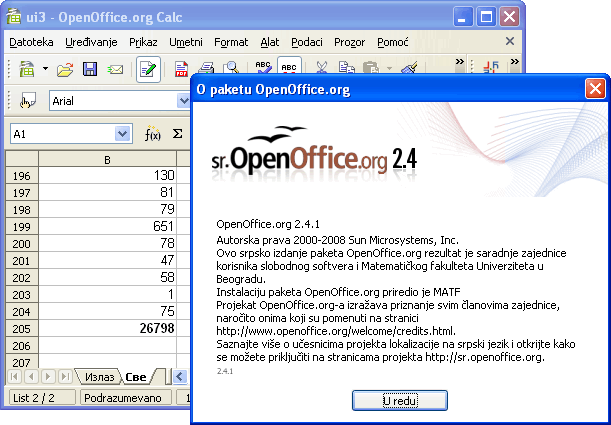 ui3 - OpenOffice.org Calc
Datoteka Uređivanje Prikaz Umetni Format Alat Podaci Prozor Pomoć
ABC ABC
Arial
A1 f(x) Σ
B
196 130
197 81
198 79
199 651
200 78
201 47
202 58
203 1
204 75
205 26798
206
207
Излаз Све
List 2 / 2 Podrazumevano 1
O paketu OpenOffice.org
sr.OpenOffice.org 2.4
OpenOffice.org 2.4.1
Autorska prava 2000-2008 Sun Microsystems, Inc.
Ovo srpsko izdanje paketa OpenOffice.org rezultat je saradnje zajednice
korisnika slobodnog softvera i Matematičkog fakulteta Univerziteta u
Beogradu.
Instalaciju paketa OpenOffice.org priredio je MATF
Projekat OpenOffice.org-a izražava priznanje svim članovima zajednice,
naročito onima koji su pomenuti na stranici
http://www.openoffice.org/welcome/credits.html.
Saznajte više o učesnicima projekta lokalizacije na srpski jezik i otkrijte kako
se možete priključiti na stranicama projekta http://sr.openoffice.org.
2.4.1
U redu